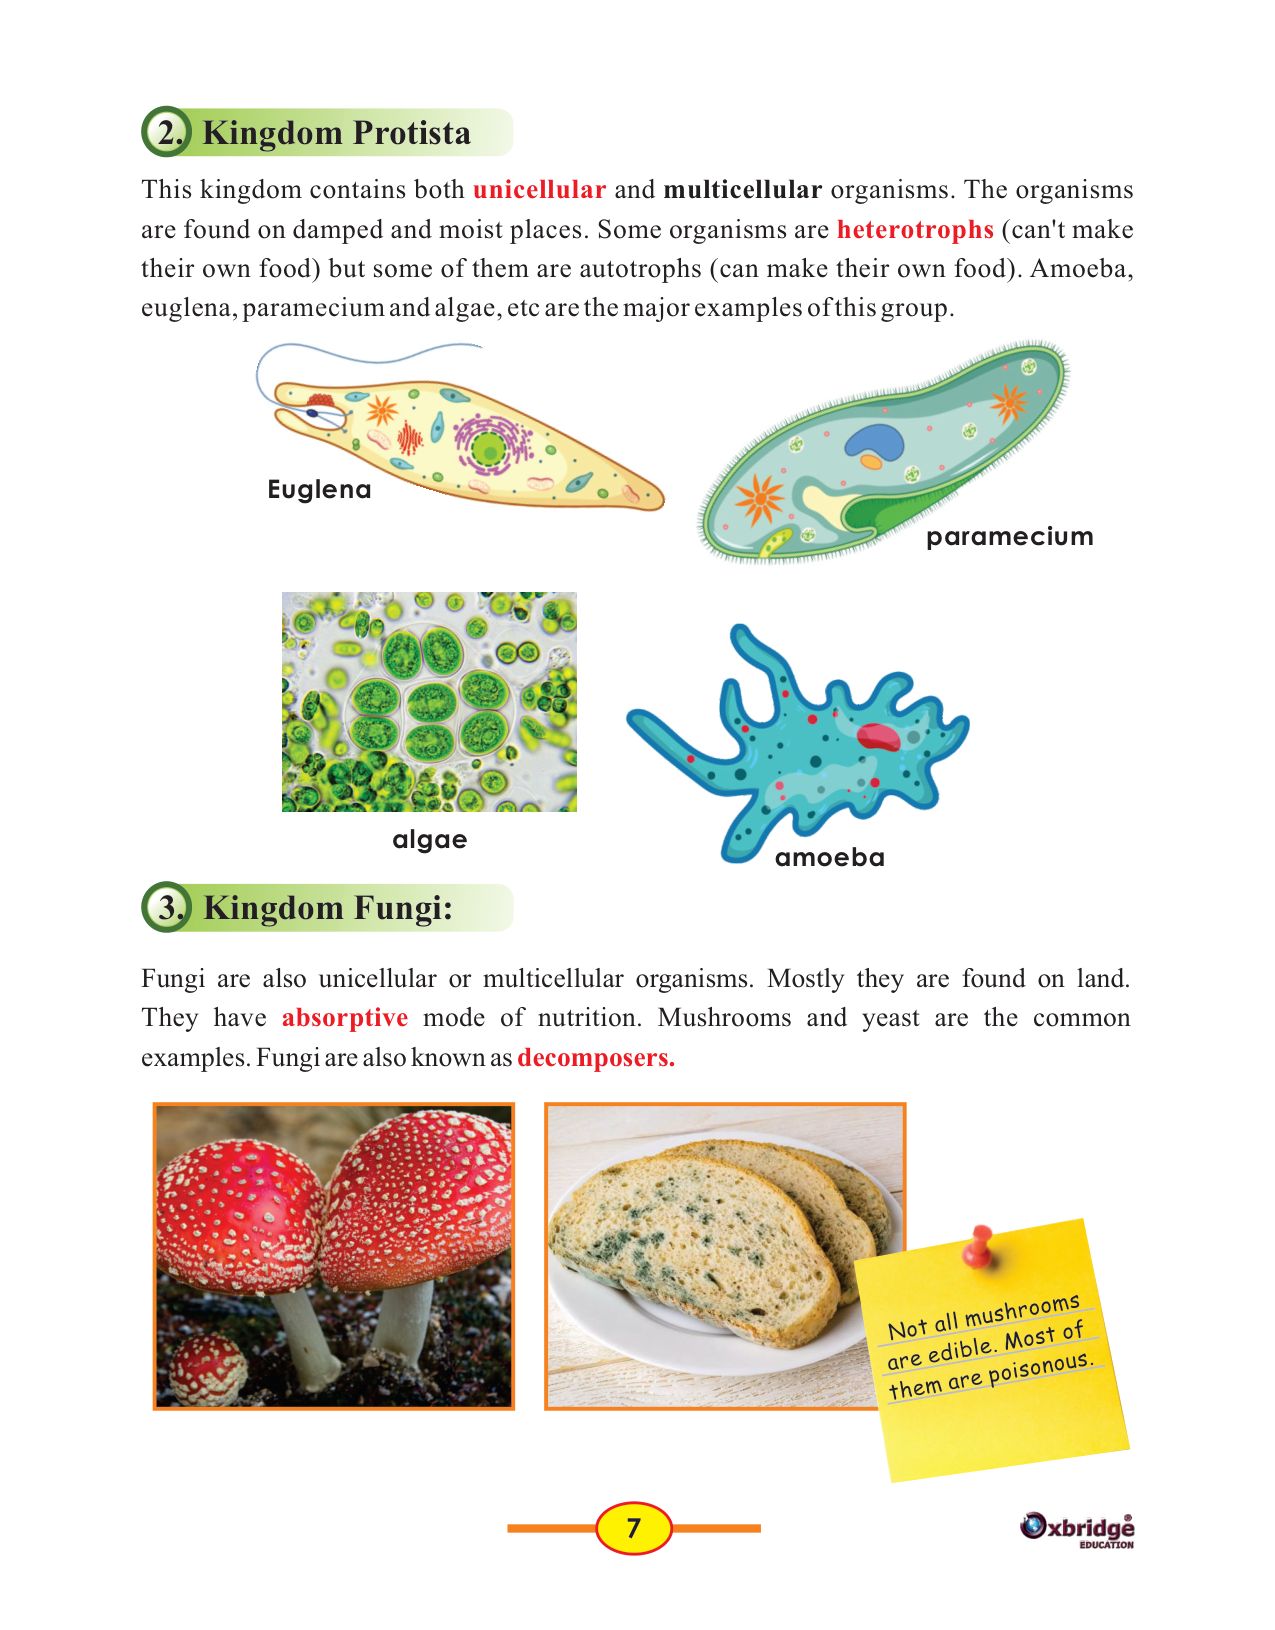 2. Kingdom Protista
This kingdom contains both unicellular and multicellular organisms. The organisms
are found on damped and moist places. Some organisms are heterotrophs (can't make
their own food) but some of them are autotrophs (can make their own food). Amoeba,
euglena, paramecium and algae, etc are the major examples of this group.
Euglena
paramecium
algae
amoeba
3. Kingdom Fungi:
Fungi are also unicellular or multicellular organisms. Mostly they are found on land.
They have absorptive mode of nutrition. Mushrooms and yeast are the common
examples. Fungi are also known as decomposers.
Not all mushrooms
are edible. Most of
them are poisonous.
7
Oxbridge®
EDUCATION